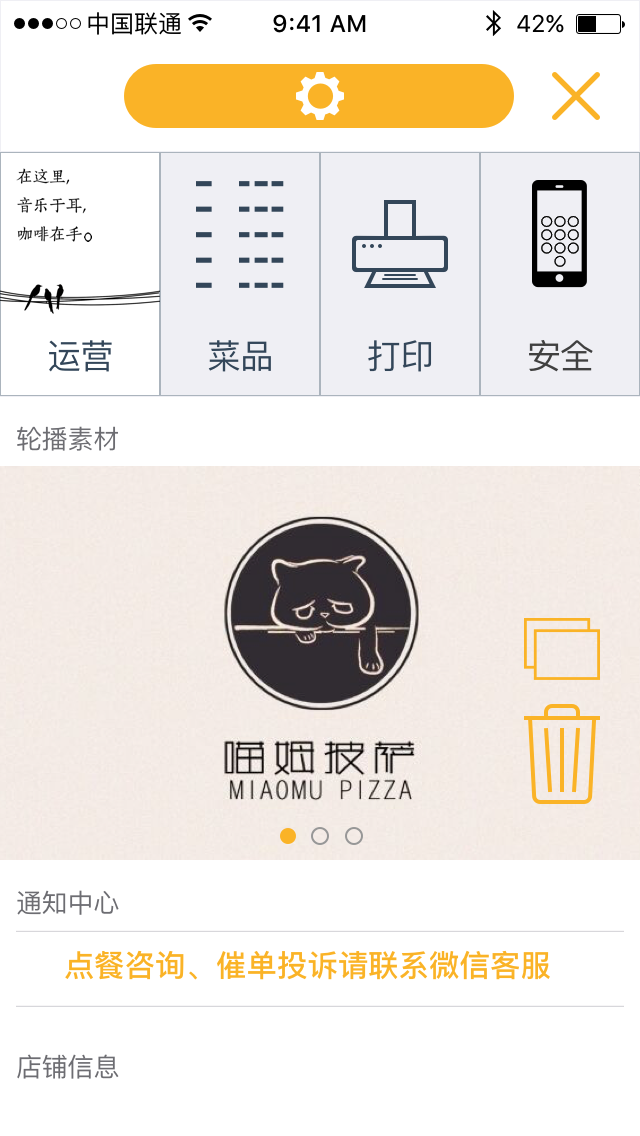 中国联通 9:41 AM 42%
在这里,
音乐于耳,
咖啡在手。
运营 菜品 打印 安全
轮播素材
喵姆披萨
MIAOMU PIZZA
通知中心
点餐咨询、催单投诉请联系微信客服
店铺信息